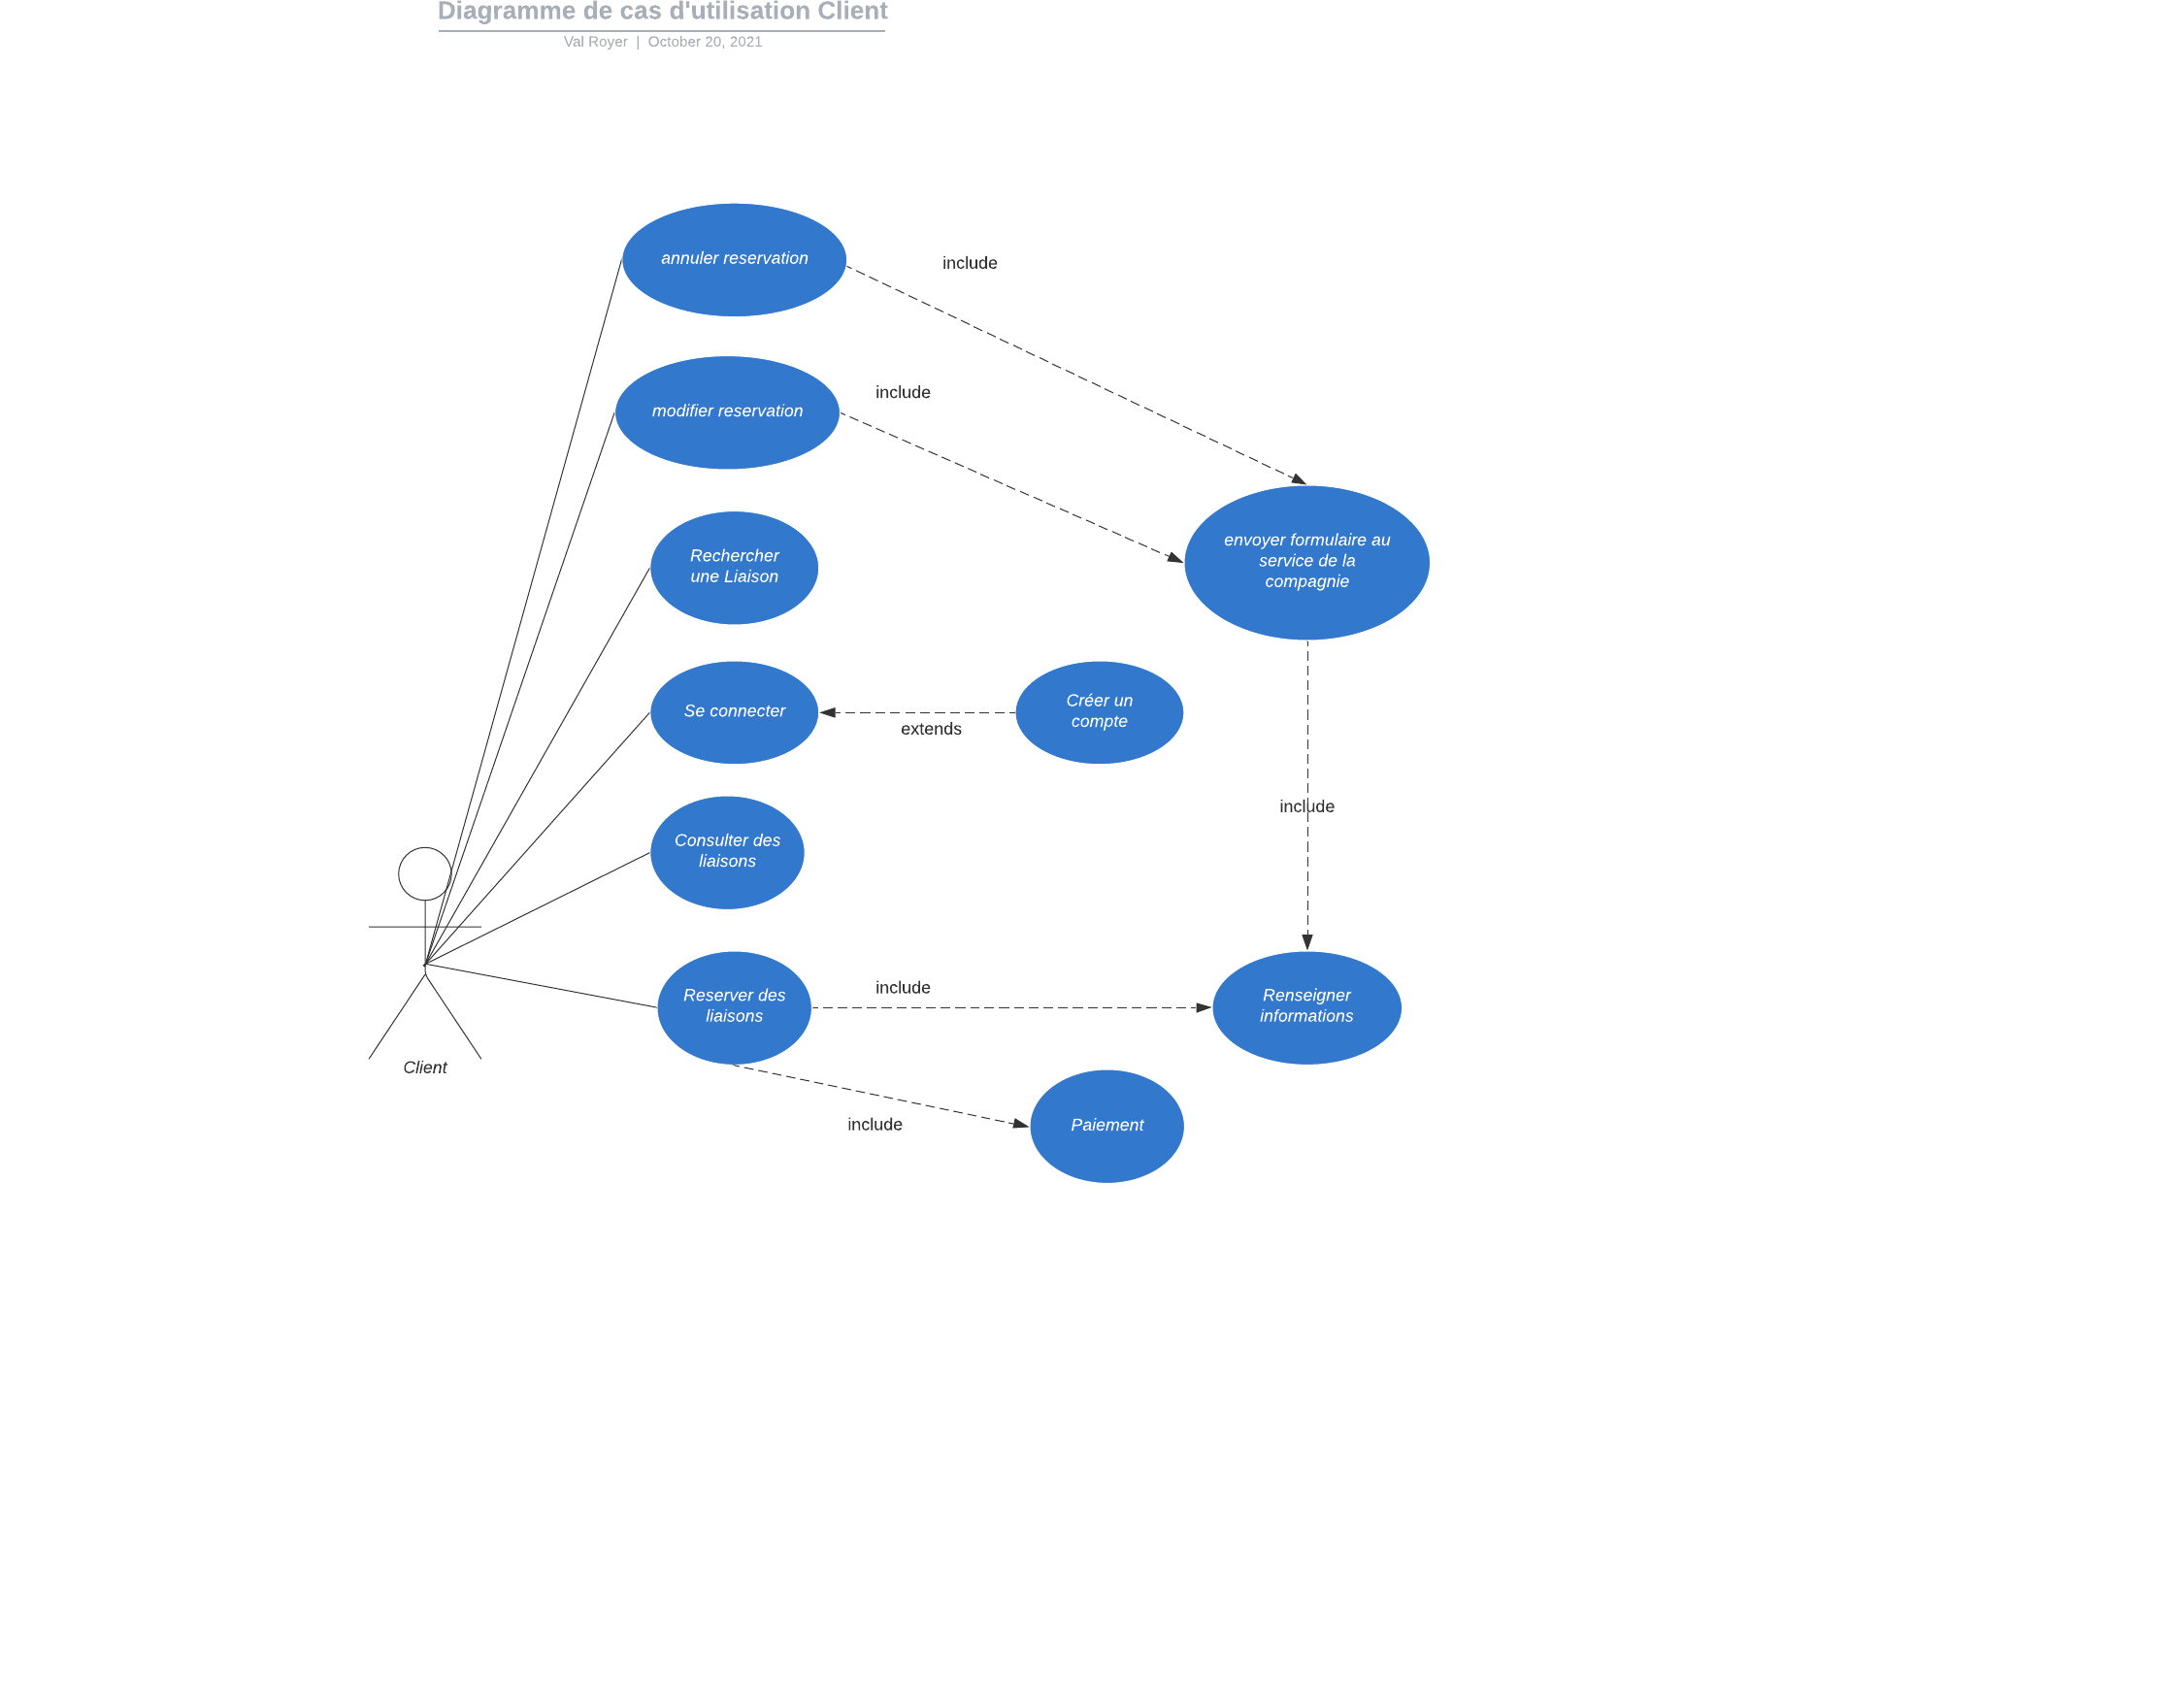 Diagramme de cas d'utilisation Client
Val Royer | October 20, 2021
annuler reservation
include
modifier reservation
include
envoyer formulaire au
service de la
compagnie
Rechercher
une Liaison
Se connecter
extends
Créer un
compte
include
Consulter des
liaisons
Reserver des
liaisons
include
Renseigner
informations
Client
include
Paiement